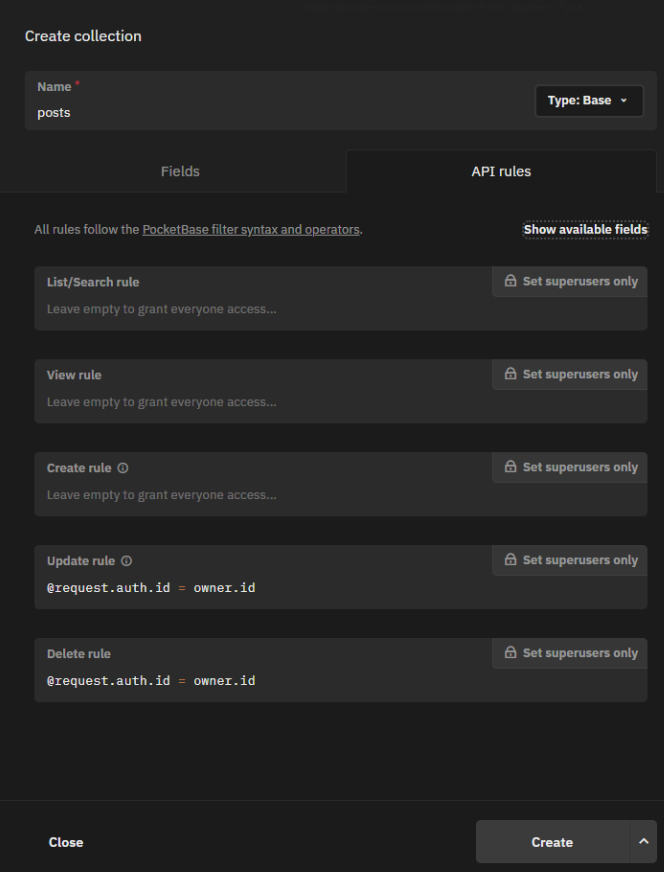 Create collection
Name *
posts
Type: Base
Fields
API rules
All rules follow the PocketBase filter syntax and operators.
Show available fields
List/Search rule
Set superusers only
Leave empty to grant everyone access...
View rule
Set superusers only
Leave empty to grant everyone access...
Create rule
Set superusers only
Leave empty to grant everyone access...
Update rule
Set superusers only
@request.auth.id = owner.id
Delete rule
Set superusers only
@request.auth.id = owner.id
Close
Create